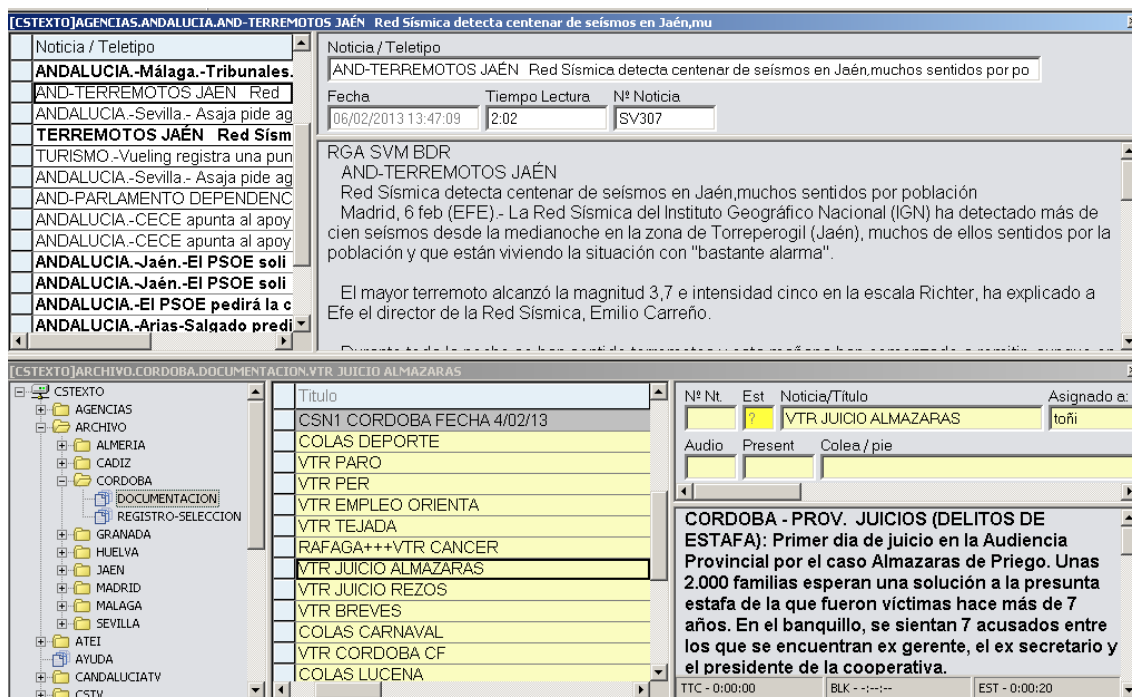 [CSTEXTO]AGENCIAS.ANDALUCIA.AND-TERREMOTOS JAÉN Red Sísmica detecta centenar de seísmos en Jaén,mu
Noticia / Teletipo
ANDALUCIA.-Málaga.-Tribunales.
AND-TERREMOTOS JAÉN Red
ANDALUCIA.-Sevilla.- Asaja pide ag
TERREMOTOS JAÉN Red Sísm
TURISMO.-Vueling registra una pun
ANDALUCIA.-Sevilla.- Asaja pide ag
AND-PARLAMENTO DEPENDENC
ANDALUCIA.-CECE apunta al apoy
ANDALUCIA.-CECE apunta al apoy
ANDALUCIA.-Jaén.-El PSOE soli
ANDALUCIA.-Jaén.-El PSOE soli
ANDALUCIA.-El PSOE pedirá la c
ANDALUCIA.-Arias-Salgado predi
Noticia / Teletipo
AND-TERREMOTOS JAÉN Red Sísmica detecta centenar de seísmos en Jaén,muchos sentidos por po
Fecha Tiempo Lectura Nº Noticia
06/02/2013 13:47:09 2:02 SV307
RGA SVM BDR
AND-TERREMOTOS JAÉN
Red Sísmica detecta centenar de seísmos en Jaén,muchos sentidos por población
Madrid, 6 feb (EFE).- La Red Sísmica del Instituto Geográfico Nacional (IGN) ha detectado más de
cien seísmos desde la medianoche en la zona de Torreperogil (Jaén), muchos de ellos sentidos por la
población y que están viviendo la situación con "bastante alarma".
El mayor terremoto alcanzó la magnitud 3,7 e intensidad cinco en la escala Richter, ha explicado a
Efe el director de la Red Sísmica, Emilio Carreño.
[CSTEXTO]ARCHIVO.CORDOBA.DOCUMENTACION.VTR JUICIO ALMAZARAS
CSTEXTO
AGENCIAS
ARCHIVO
ALMERIA
CADIZ
CORDOBA
DOCUMENTACION
REGISTRO-SELECCION
GRANADA
HUELVA
JAEN
MADRID
MALAGA
SEVILLA
ATEI
AYUDA
CANDALUCIATV
CSTV
Titulo
CSN1 CORDOBA FECHA 4/02/13
COLAS DEPORTE
VTR PARO
VTR PER
VTR EMPLEO ORIENTA
VTR TEJADA
RAFAGA+++VTR CANCER
VTR JUICIO ALMAZARAS
VTR JUICIO REZOS
VTR BREVES
COLAS CARNAVAL
VTR CORDOBA CF
COLAS LUCENA
Nº Nt. Est Noticia/Título Asignado a:
? VTR JUICIO ALMAZARAS toñi
Audio Present Colea / pie
CORDOBA - PROV. JUICIOS (DELITOS DE
ESTAFA): Primer dia de juicio en la Audiencia
Provincial por el caso Almazaras de Priego. Unas
2.000 familias esperan una solución a la presunta
estafa de la que fueron víctimas hace más de 7
años. En el banquillo, se sientan 7 acusados entre
los que se encuentran ex gerente, el ex secretario y
el presidente de la cooperativa.
TTC - 0:00:00 BLK - -:--:-- EST - 0:00:20